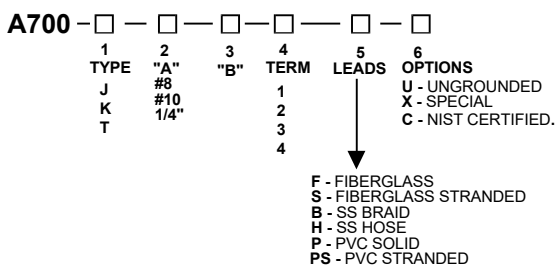 A700 - □ — □ — □ — □ — □ — □
1 2 3 4 5 6
TYPE "A" "B" TERM LEADS OPTIONS
J #8 1 U - UNGROUNDED
K #10 2 X - SPECIAL
T 1/4" 3 C - NIST CERTIFIED.
4
F - FIBERGLASS
S - FIBERGLASS STRANDED
B - SS BRAID
H - SS HOSE
P - PVC SOLID
PS - PVC STRANDED